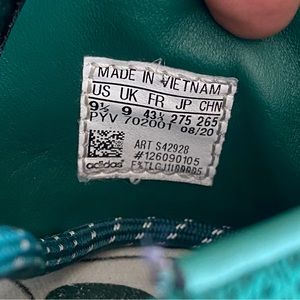 MADE IN VIETNAM
US UK FR JP CHN
9½ 9 43⅓ 275 265
PYV 702001 08/20
ART S42928
#126090105